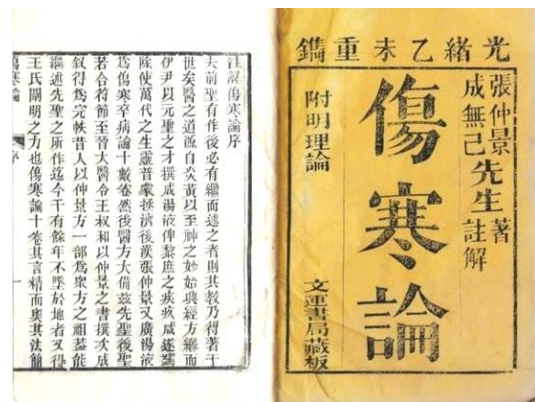 光緒乙未重鐫
張仲景
成無己
先生
著
註解
傷寒論
附明理論
文運書局藏板
注解傷寒論序
夫前聖有作後必有繼而述之者則其教乃得著于
世矣醫之道源自炎黃以至神之妙始興經方繼而
伊尹以元聖之才撰成湯液俾黎庶之疾疚咸遂蠲
除使萬代之生靈普蒙拯濟後漢張仲景又廣湯液
為傷寒卒病論十數卷然後醫方大備茲先聖後聖
若合符節至晉太醫令王叔和以仲景之書撰次成
敘得為完帙昔人以仲景方一部為衆方之祖葢能
繼述先聖之所作迄今千有餘年不墜於地者又得
王氏闡明之力也傷寒論十卷其言精而奧其法簡
傷寒論 序 一